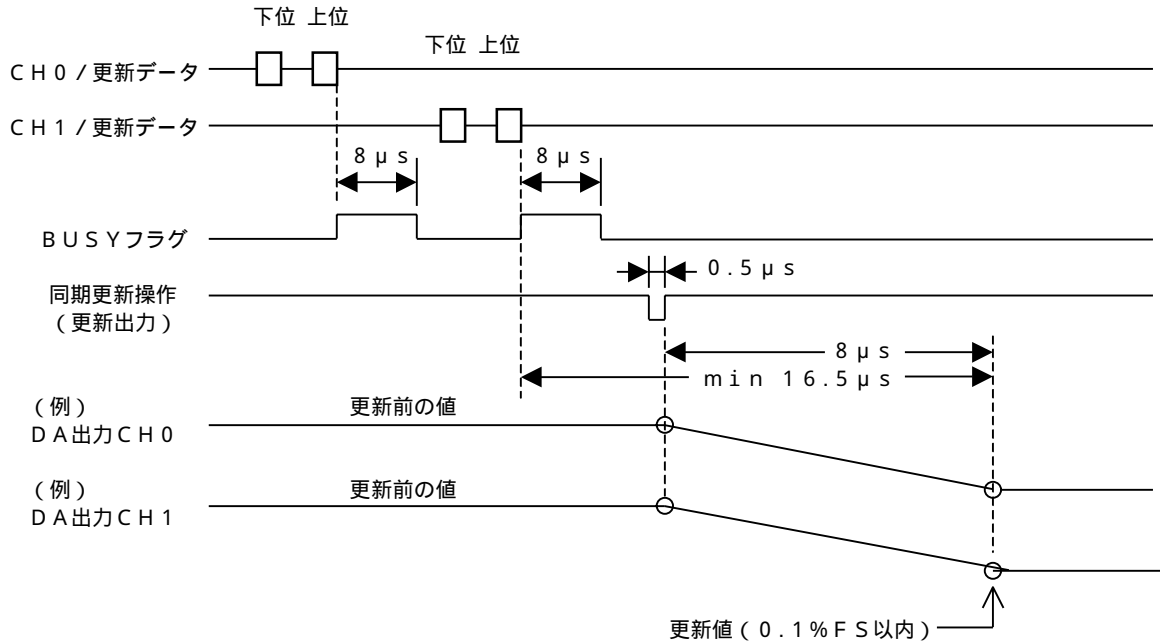 下位 上位
下位 上位
CH0/更新データ
CH1/更新データ
8μs
8μs
BUSYフラグ
0.5μs
同期更新操作
(更新出力)
8μs
min 16.5μs
(例)
DA出力CH0
更新前の値
(例)
DA出力CH1
更新前の値
更新値(0.1%FS以内)